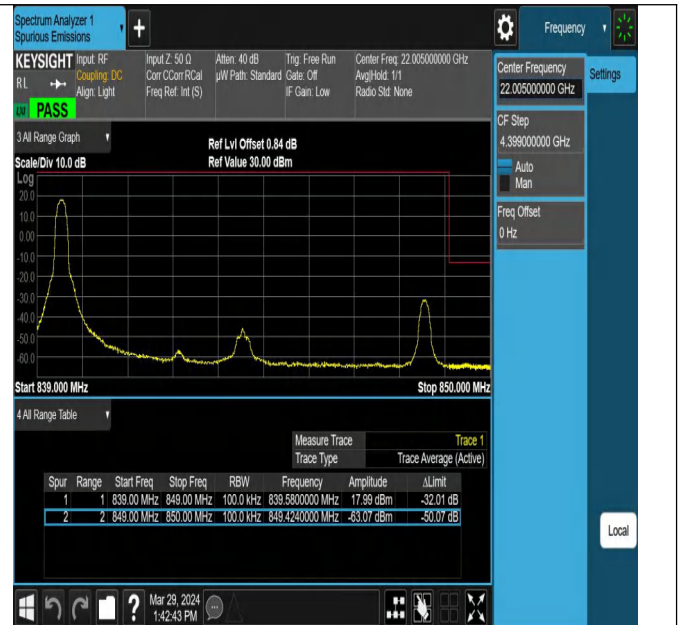 Spectrum Analyzer 1
Spurious Emissions
Frequency
KEYSIGHT
RL
PASS
Input: RF
Coupling: DC
Align: Light
Input Z: 50 Ω
Corr CCorr RCal
Freq Ref: Int (S)
Atten: 40 dB
µW Path: Standard
Trig: Free Run
Gate: Off
IF Gain: Low
Center Freq: 22.005000000 GHz
Avg|Hold: 1/1
Radio Std: None
Center Frequency
22.005000000 GHz
Settings
CF Step
4.399000000 GHz
Auto
Man
Freq Offset
0 Hz
3 All Range Graph
Scale/Div 10.0 dB
Ref Lvl Offset 0.84 dB
Ref Value 30.00 dBm
Log
20.0
10.0
0.00
-10.0
-20.0
-30.0
-40.0
-50.0
-60.0
Start 839.000 MHz
Stop 850.000 MHz
4 All Range Table
Measure Trace Trace 1
Trace Type Trace Average (Active)
Spur Range Start Freq Stop Freq RBW Frequency Amplitude ΔLimit
1 1 839.00 MHz 849.00 MHz 100.0 kHz 839.5800000 MHz 17.99 dBm -32.01 dB
2 2 849.00 MHz 850.00 MHz 100.0 kHz 849.4240000 MHz -63.07 dBm -50.07 dB
Local
?
Mar 29, 2024
1:42:43 PM